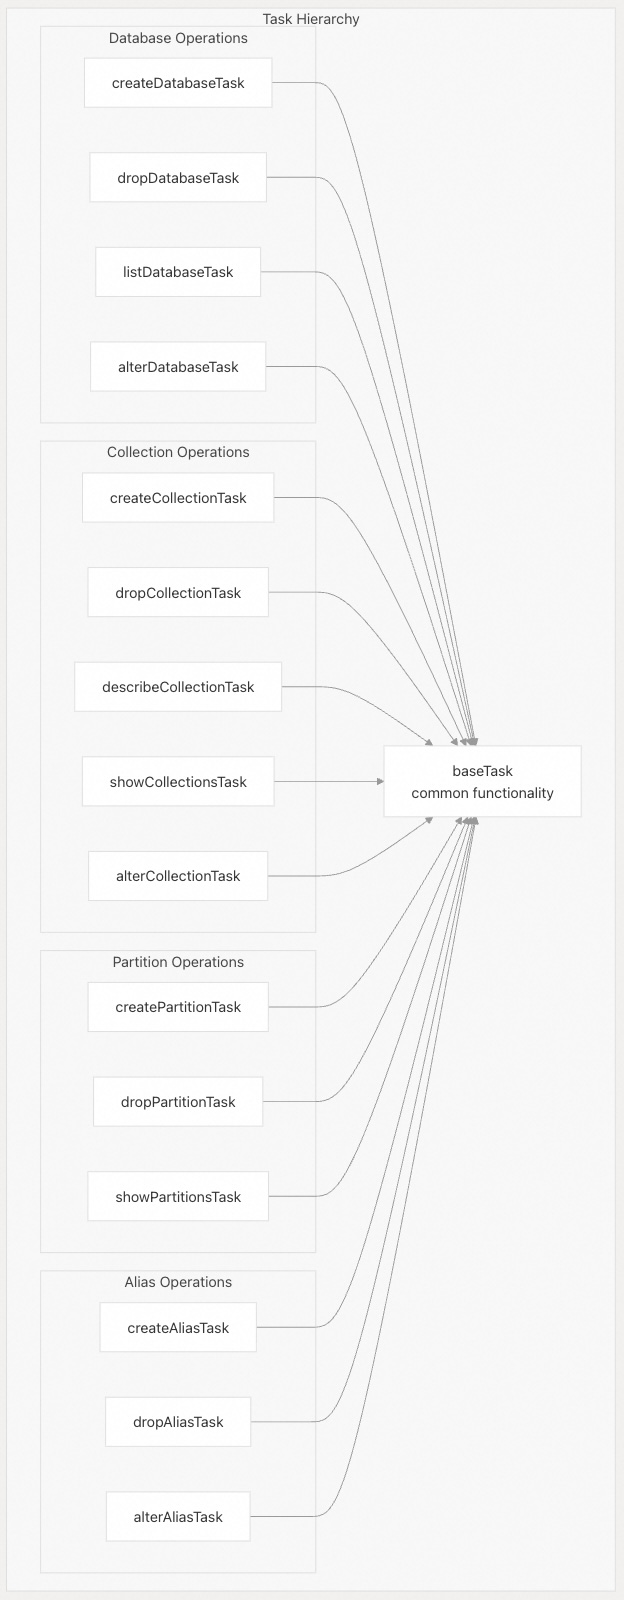 Task Hierarchy
Database Operations
createDatabaseTask
dropDatabaseTask
listDatabaseTask
alterDatabaseTask
Collection Operations
createCollectionTask
dropCollectionTask
describeCollectionTask
showCollectionsTask
alterCollectionTask
baseTask
common functionality
Partition Operations
createPartitionTask
dropPartitionTask
showPartitionsTask
Alias Operations
createAliasTask
dropAliasTask
alterAliasTask